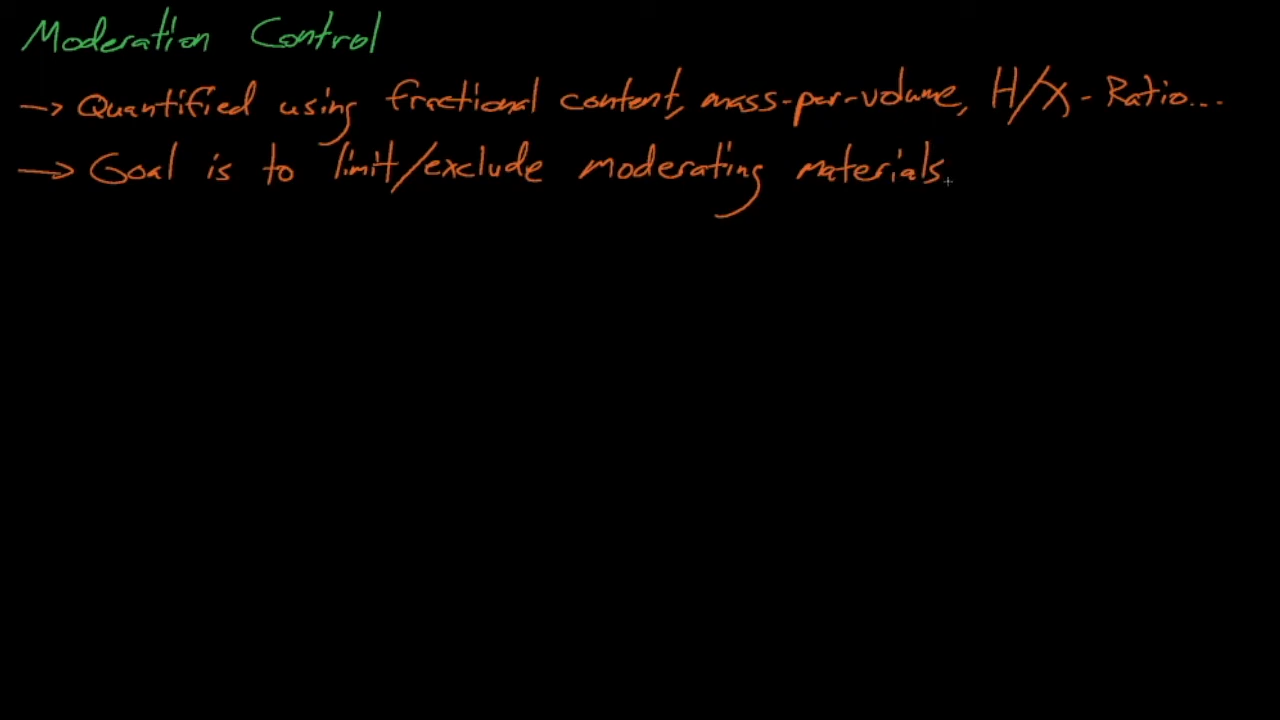 Moderation Control
→ Quantified using fractional content, mass-per-volume, H/X-Ratio...
→ Goal is to limit/exclude moderating materials.